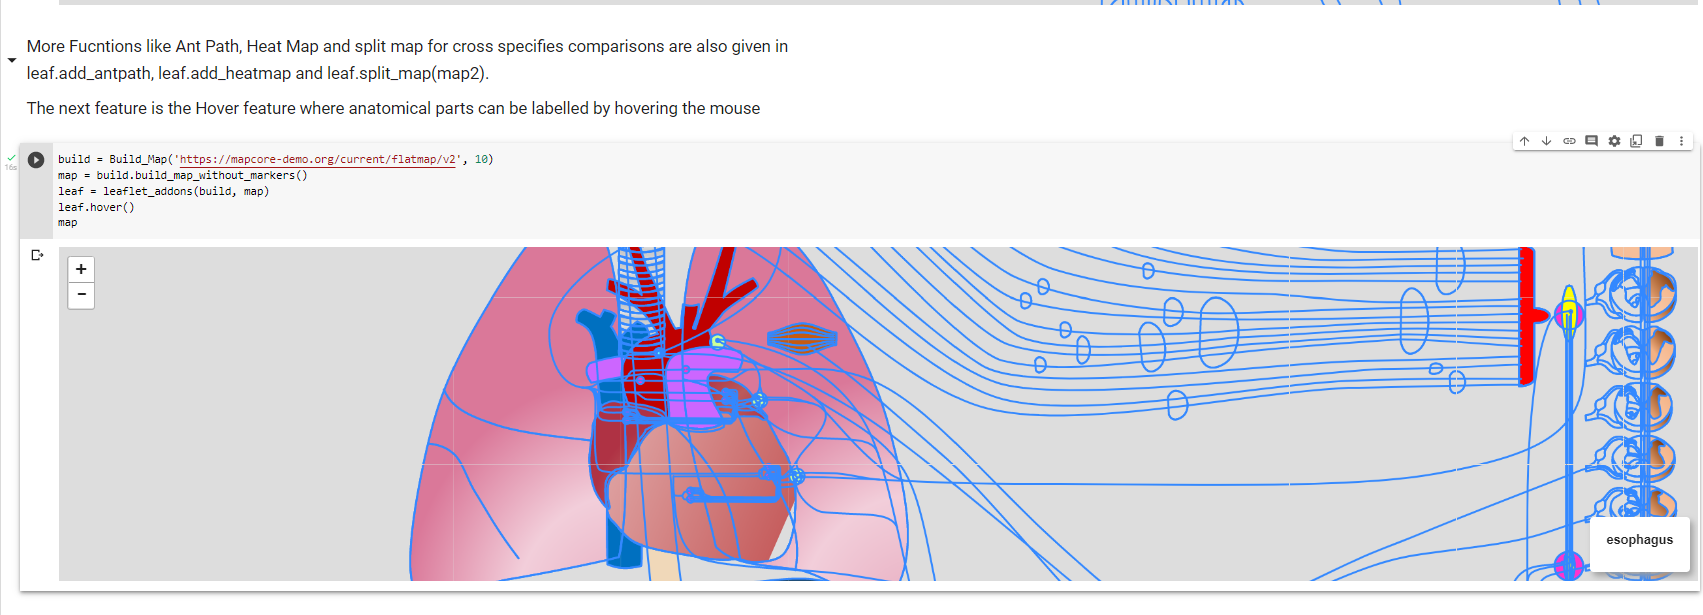 More Fucntions like Ant Path, Heat Map and split map for cross specifies comparisons are also given in
leaf.add_antpath, leaf.add_heatmap and leaf.split_map(map2).
The next feature is the Hover feature where anatomical parts can be labelled by hovering the mouse
16s
build = Build_Map('https://mapcore-demo.org/current/flatmap/v2', 10)
map = build.build_map_without_markers()
leaf = leaflet_addons(build, map)
leaf.hover()
map
+
−
esophagus